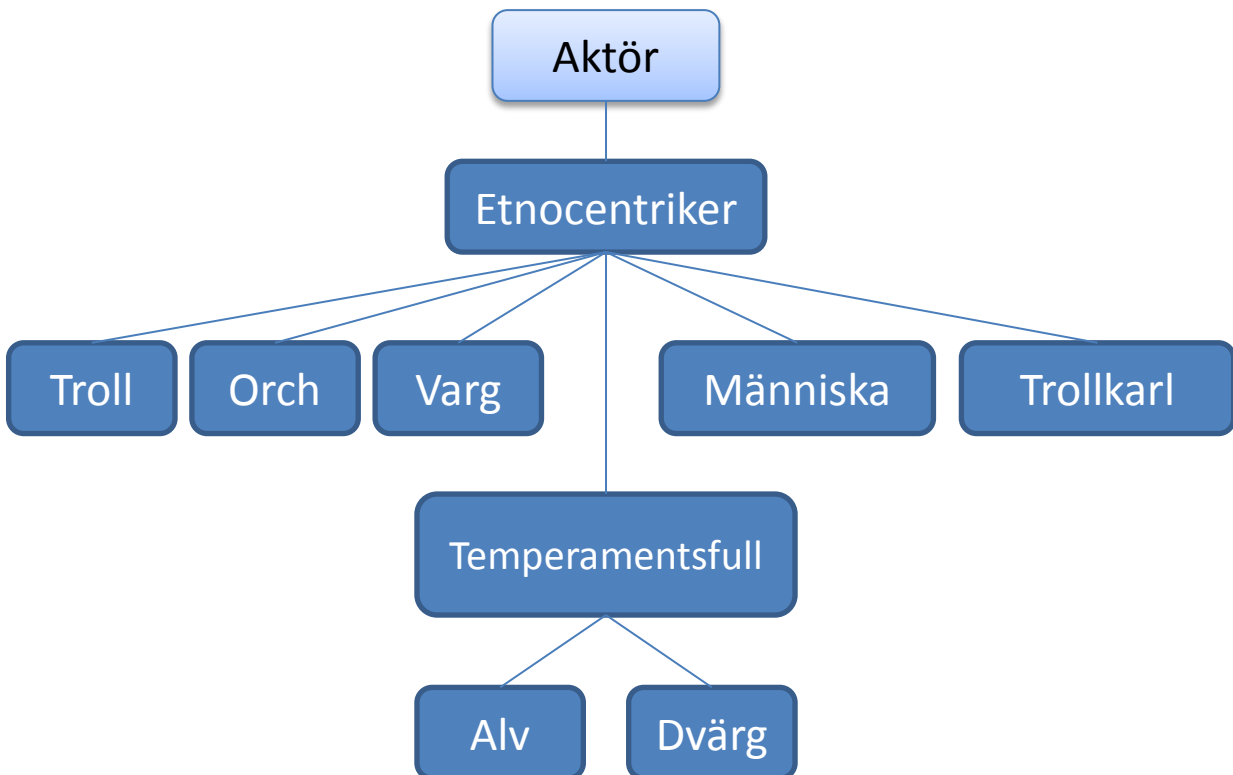 Aktör
Etnocentriker
Troll
Orch
Varg
Människa
Trollkarl
Temperamentsfull
Alv
Dvärg